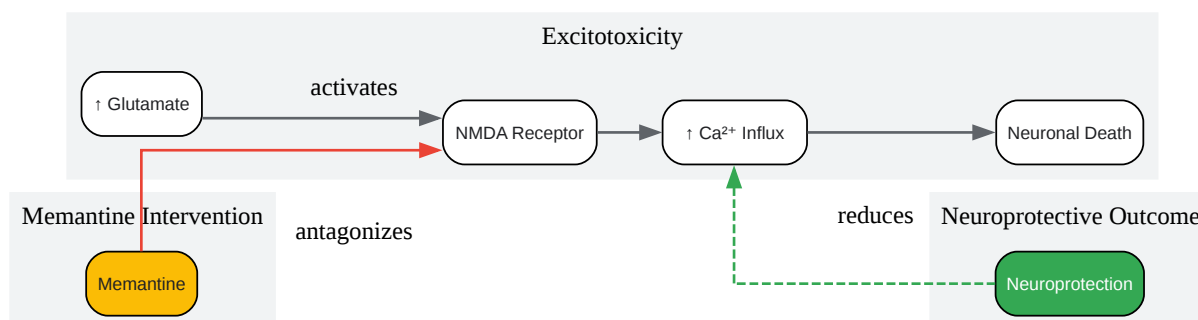 Excitotoxicity
activates
↑ Glutamate
NMDA Receptor
↑ Ca²⁺ Influx
Neuronal Death
Memantine Intervention
antagonizes
reduces
Neuroprotective Outcome
Memantine
Neuroprotection